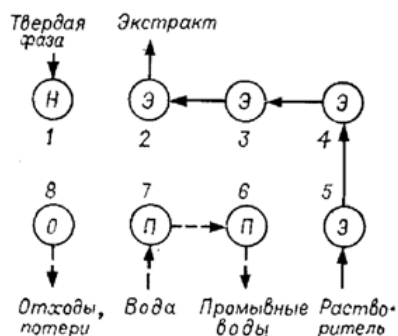 Твердая фаза
Экстракт
Н
Э
Э
Э
1
2
3
4
8
7
6
5
О
П
П
Э
Отходы, потери
Вода
Промывные воды
Раство-
ритель